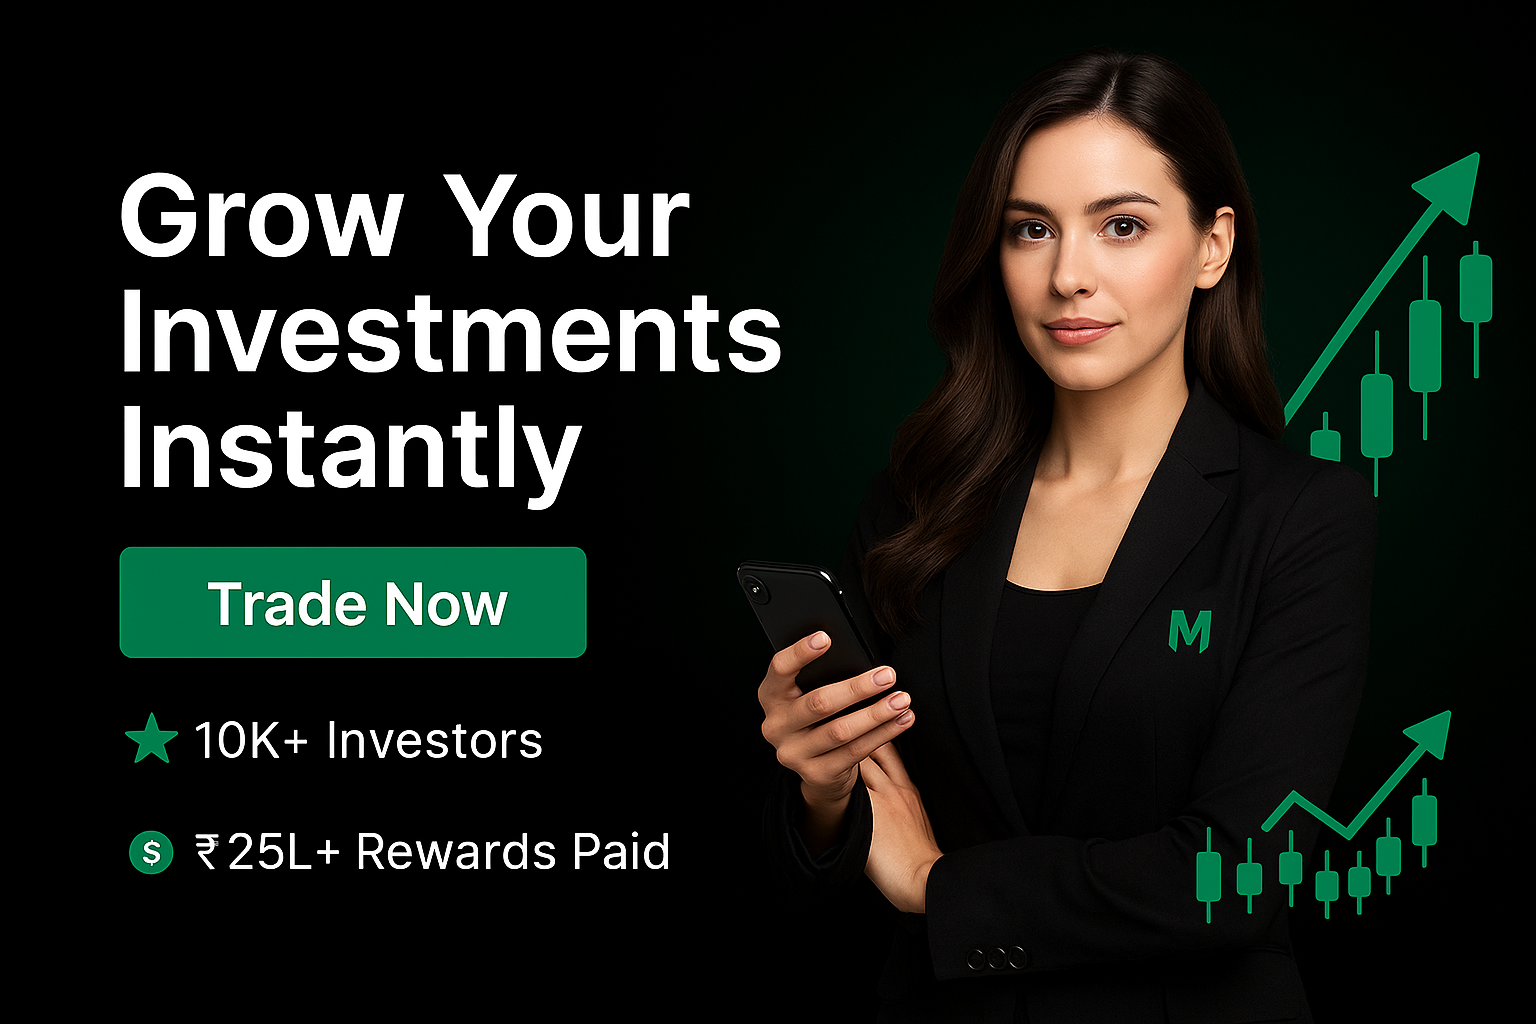 Grow Your
Investments
Instantly
Trade Now
10K+ Investors
$ ₹25L+ Rewards Paid
M